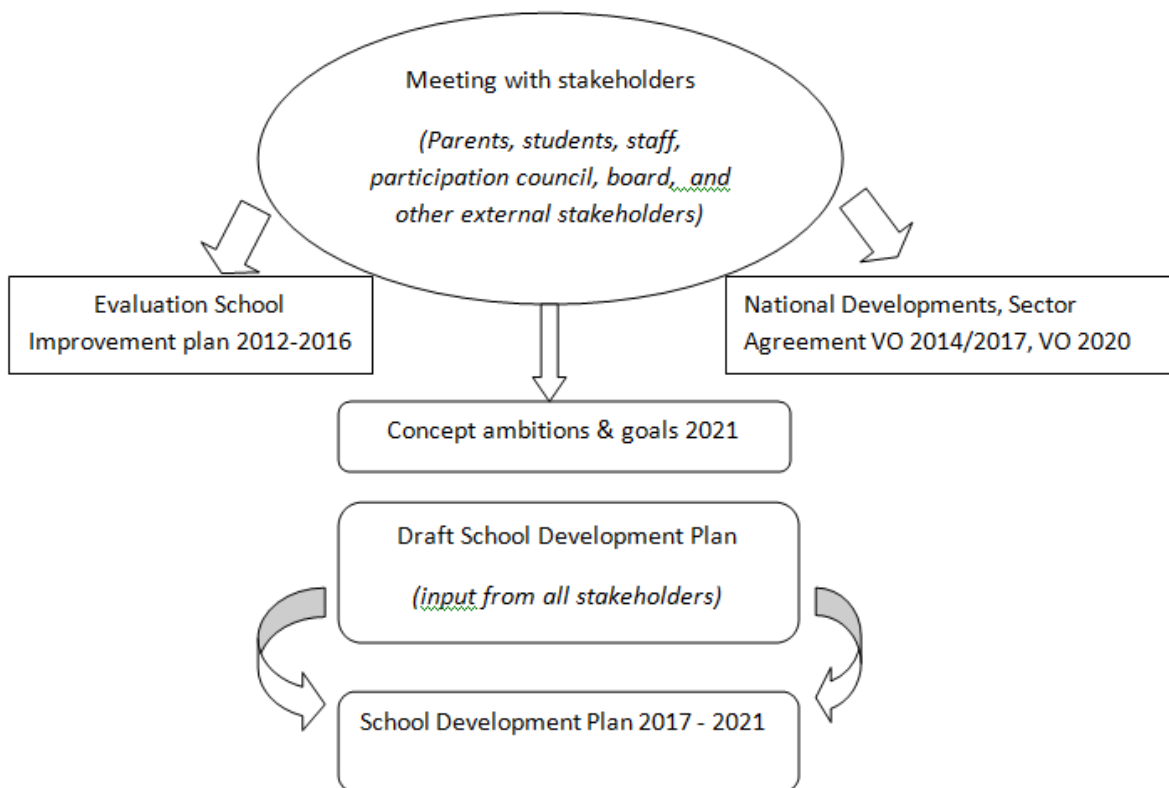 Meeting with stakeholders
(Parents, students, staff,
participation council, board, and
other external stakeholders)
Evaluation School
Improvement plan 2012-2016
National Developments, Sector
Agreement VO 2014/2017, VO 2020
Concept ambitions & goals 2021
Draft School Development Plan
(input from all stakeholders)
School Development Plan 2017 - 2021